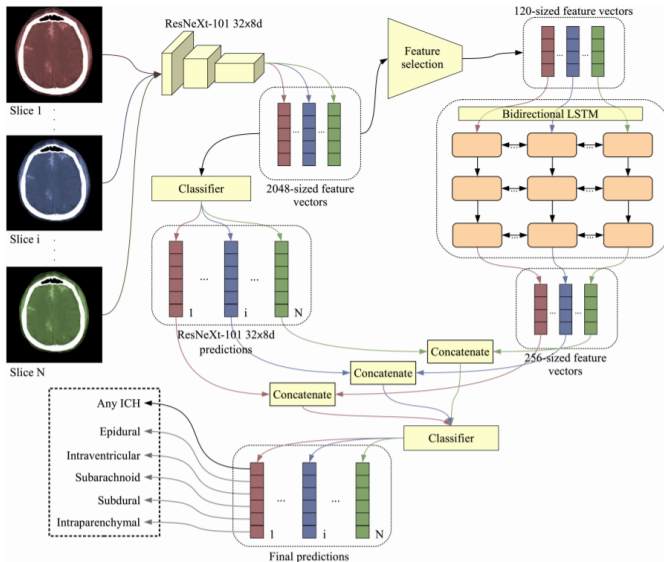 ResNeXt-101 32x8d
120-sized feature vectors
Feature
selection
Slice 1
...
Bidirectional LSTM
...
...
Classifier
2048-sized feature
vectors
...
...
Slice i
...
...
...
...
1
i
N
ResNeXt-101 32x8d
predictions
...
...
256-sized feature
vectors
Slice N
Concatenate
Concatenate
Concatenate
Any ICH
Epidural
Classifier
Intraventricular
Subarachnoid
Subdural
Intraparenchymal
...
...
1
i
N
Final predictions